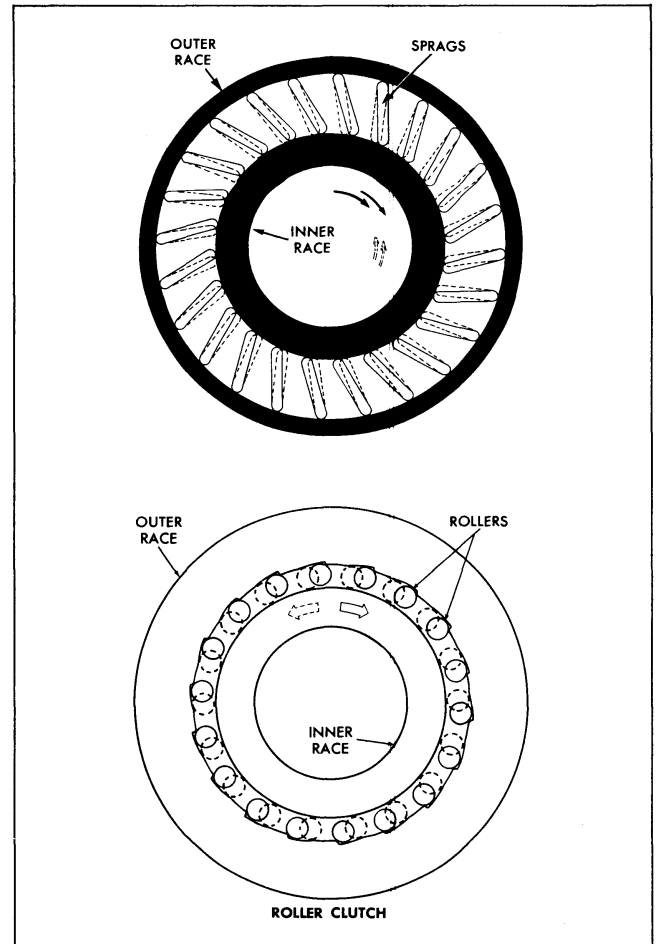 OUTER
RACE
SPRAGS
INNER
RACE
OUTER
RACE
ROLLERS
INNER
RACE
ROLLER CLUTCH